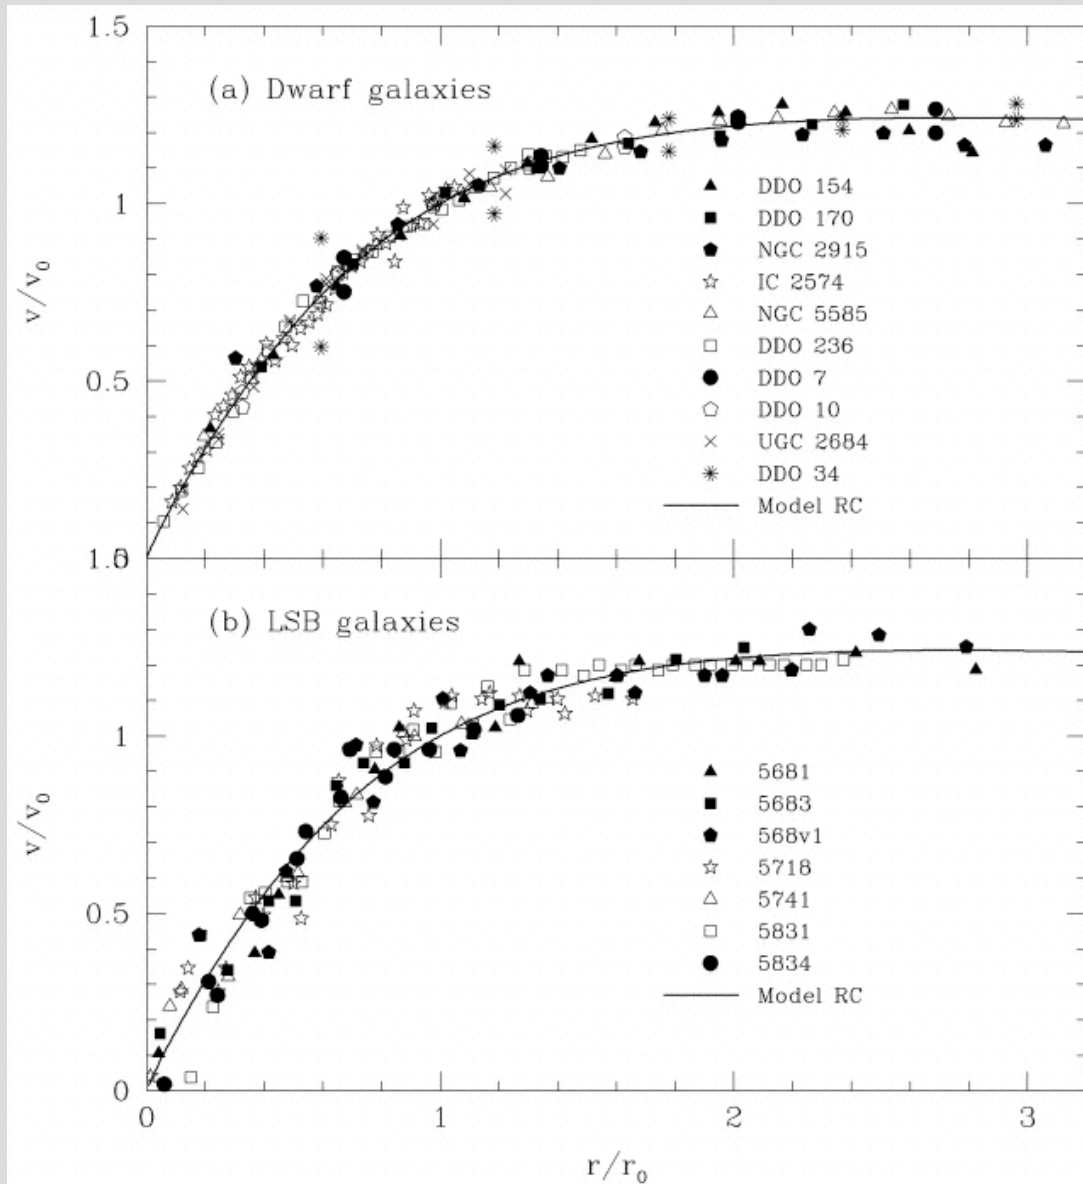 1.5
(a) Dwarf galaxies
1
v/v0
0.5
DDO 154
DDO 170
NGC 2915
IC 2574
NGC 5585
DDO 236
DDO 7
DDO 10
UGC 2684
DDO 34
Model RC
(b) LSB galaxies
1
v/v0
0.5
0
5681
5683
568v1
5718
5741
5831
5834
Model RC
0 1 2 3
r/r0